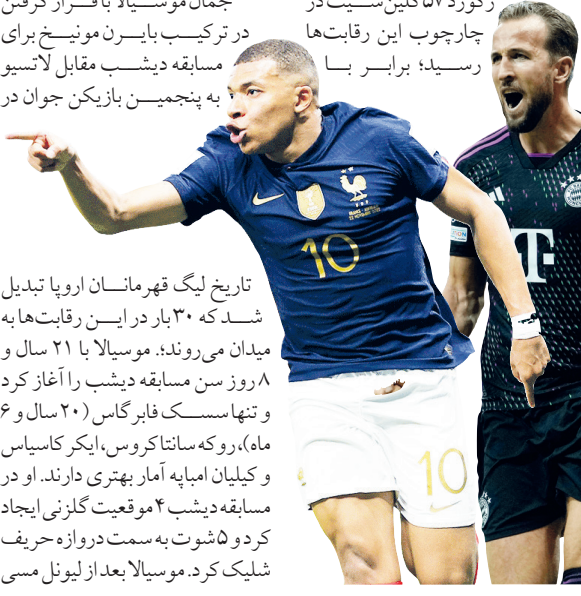 رکورد ۵۷ کلین‌شیت در
چارچوب این رقابت‌ها
رسید؛ برابر با
جمال موسیالا با قرار گرفتن
در ترکیب بایرن مونیخ برای
مسابقه دیشب مقابل لاتسیو
به پنجمین بازیکن جوان در
تاریخ لیگ قهرمانان اروپا تبدیل
شد که ۳۰ بار در این رقابت‌ها به
میدان می‌روند؛. موسیالا با ۲۱ سال و
۸ روز سن مسابقه دیشب را آغاز کرد
و تنها سسک فابرگاس (۲۰ سال و ۶
ماه)، روکه سانتاکروس، ایکر کاسیاس
و کیلیان امباپه آمار بهتری دارند. او در
مسابقه دیشب ۴ موقعیت گلزنی ایجاد
کرد و ۵ شوت به سمت دروازه حریف
شلیک کرد. موسیالا بعد از لیونل مسی
10
10
T